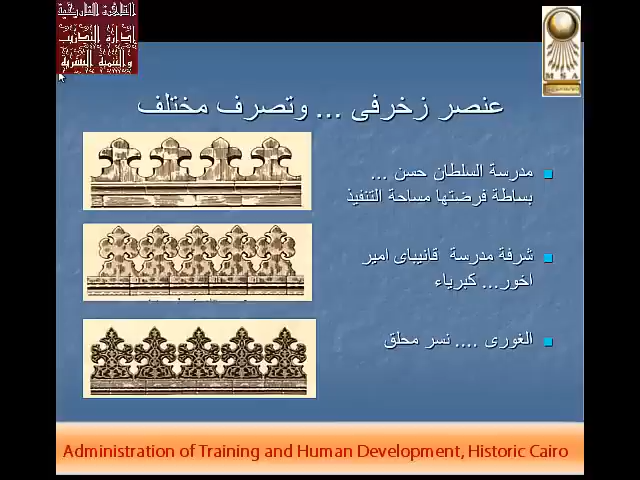 القاهرة التاريخية
إدارة التدريب
والتنمية البشرية
MSA
عنصر زخرفى ... وتصرف مختلف
مدرسة السلطان حسن ...
بساطة فرضتها مساحة التنفيذ
شرفة مدرسة قانيباى امير
اخور... كبرياء
الغورى .... نسر محلق
Administration of Training and Human Development, Historic Cairo